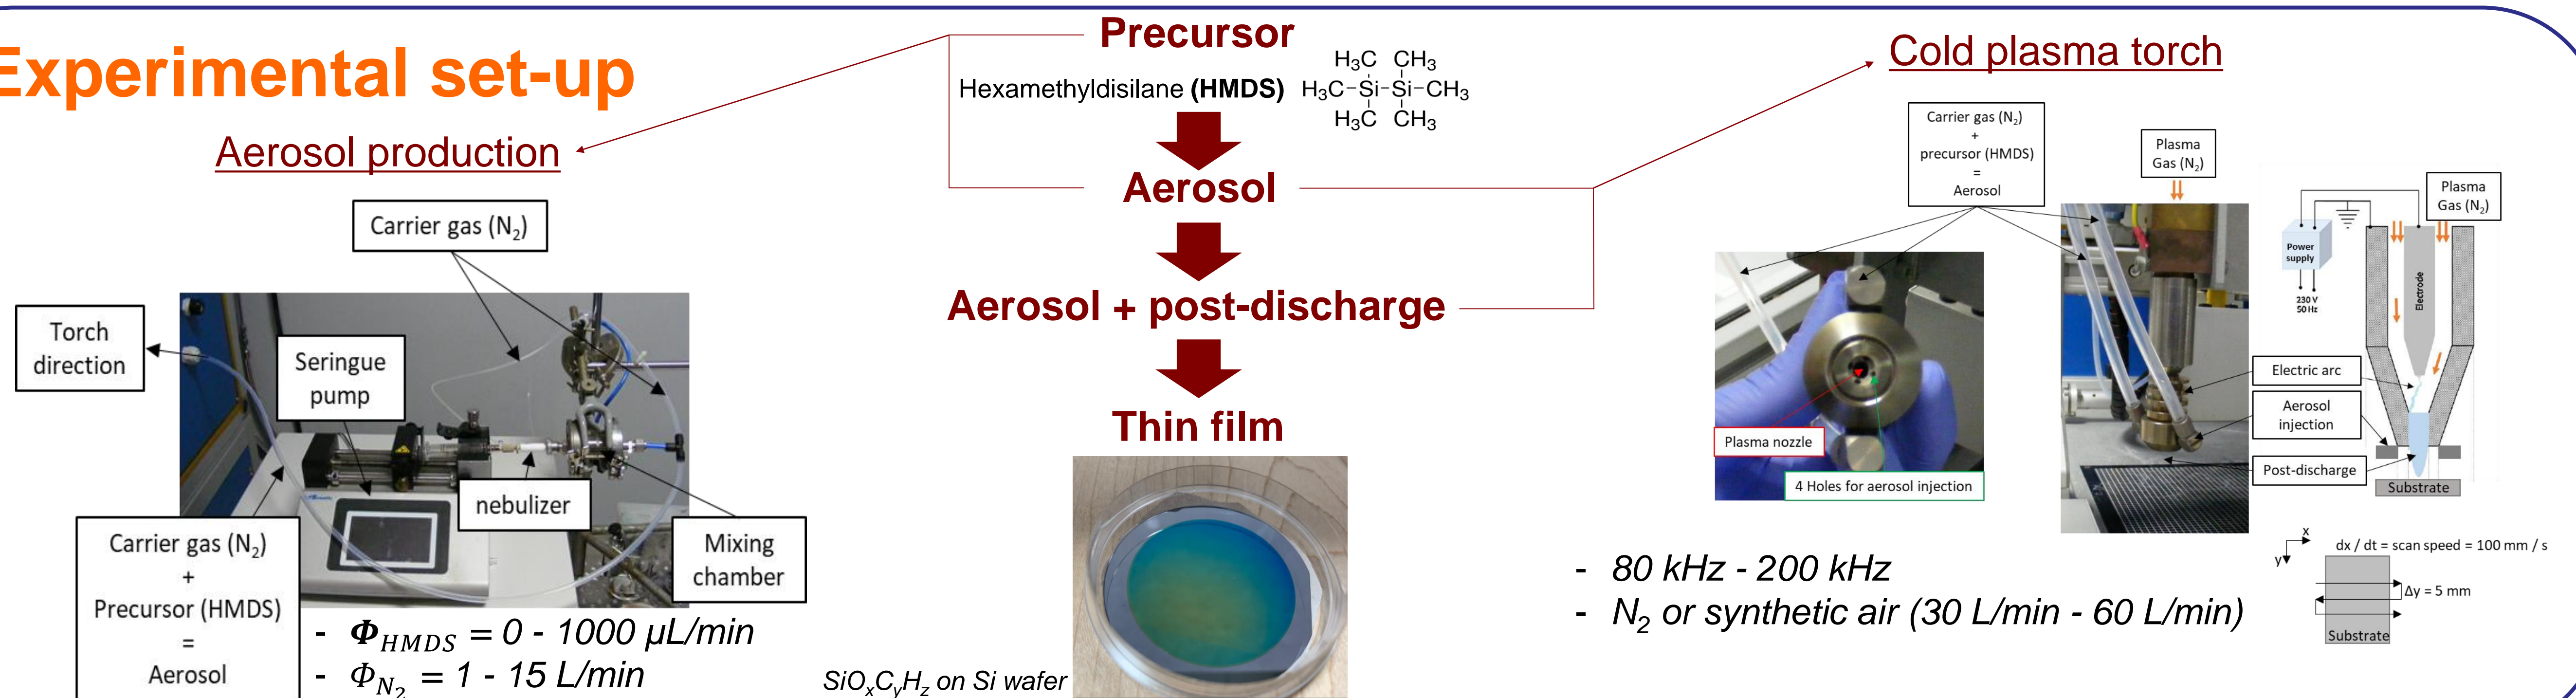 Experimental set-up
Aerosol production
Carrier gas (N₂)
Torch
direction
Seringue
pump
nebulizer
Mixing
chamber
Carrier gas (N₂)
+
Precursor (HMDS)
=
Aerosol
- Φ_HMDS = 0 - 1000 µL/min
- Φ_N₂ = 1 - 15 L/min
Precursor
Hexamethyldisilane (HMDS)
H₃C CH₃
H₃C-Si-Si-CH₃
H₃C CH₃
Aerosol
Aerosol + post-discharge
Thin film
SiOₓCᵧH_z on Si wafer
Cold plasma torch
Carrier gas (N₂)
+
precursor (HMDS)
=
Aerosol
Plasma nozzle
4 Holes for aerosol injection
Plasma
Gas (N₂)
Plasma
Gas (N₂)
Power
supply
230 V
50 Hz
Electrode
Electric arc
Aerosol
injection
Post-discharge
Substrate
- 80 kHz - 200 kHz
- N₂ or synthetic air (30 L/min - 60 L/min)
x
y
dx / dt = scan speed = 100 mm / s
Δy = 5 mm
Substrate